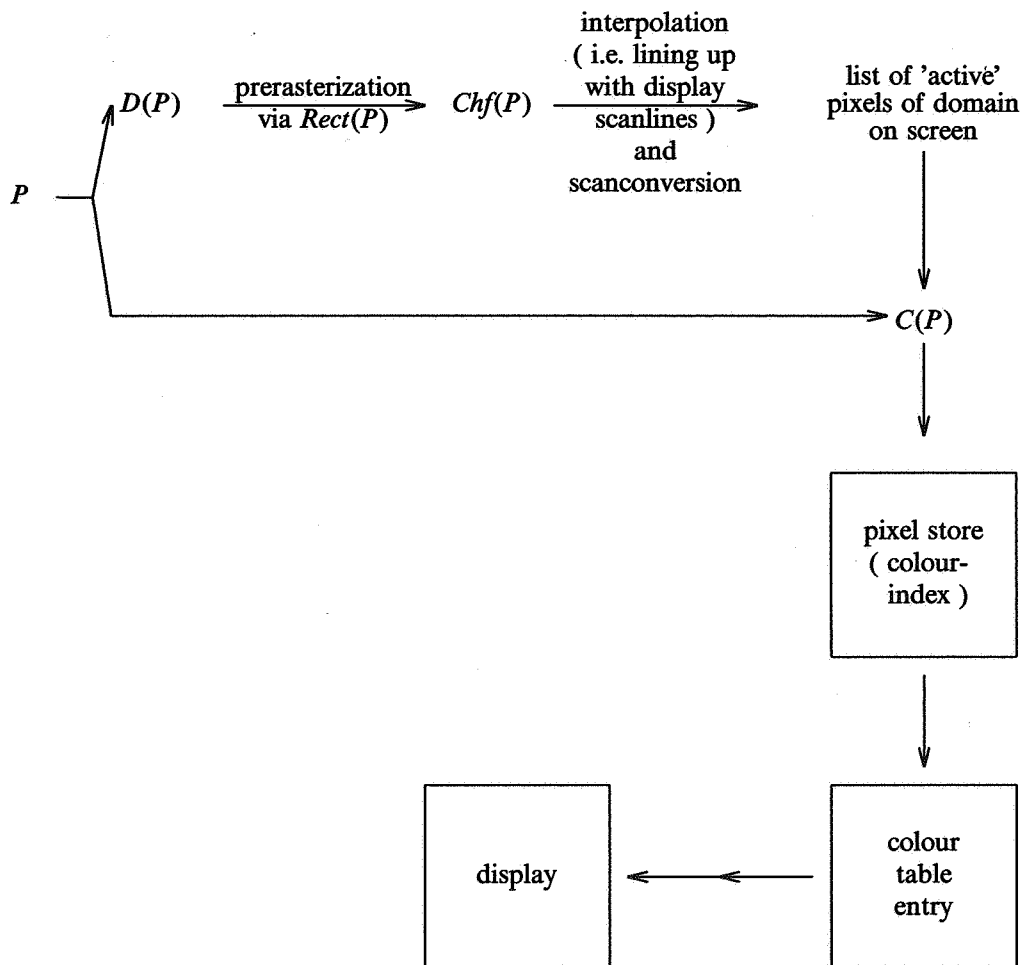 interpolation
( i.e. lining up
with display
scanlines )
and
scanconversion
prerasterization
via Rect(P)
D(P)
Chf(P)
list of 'active'
pixels of domain
on screen
P
C(P)
pixel store
( colour-
index )
display
colour
table
entry